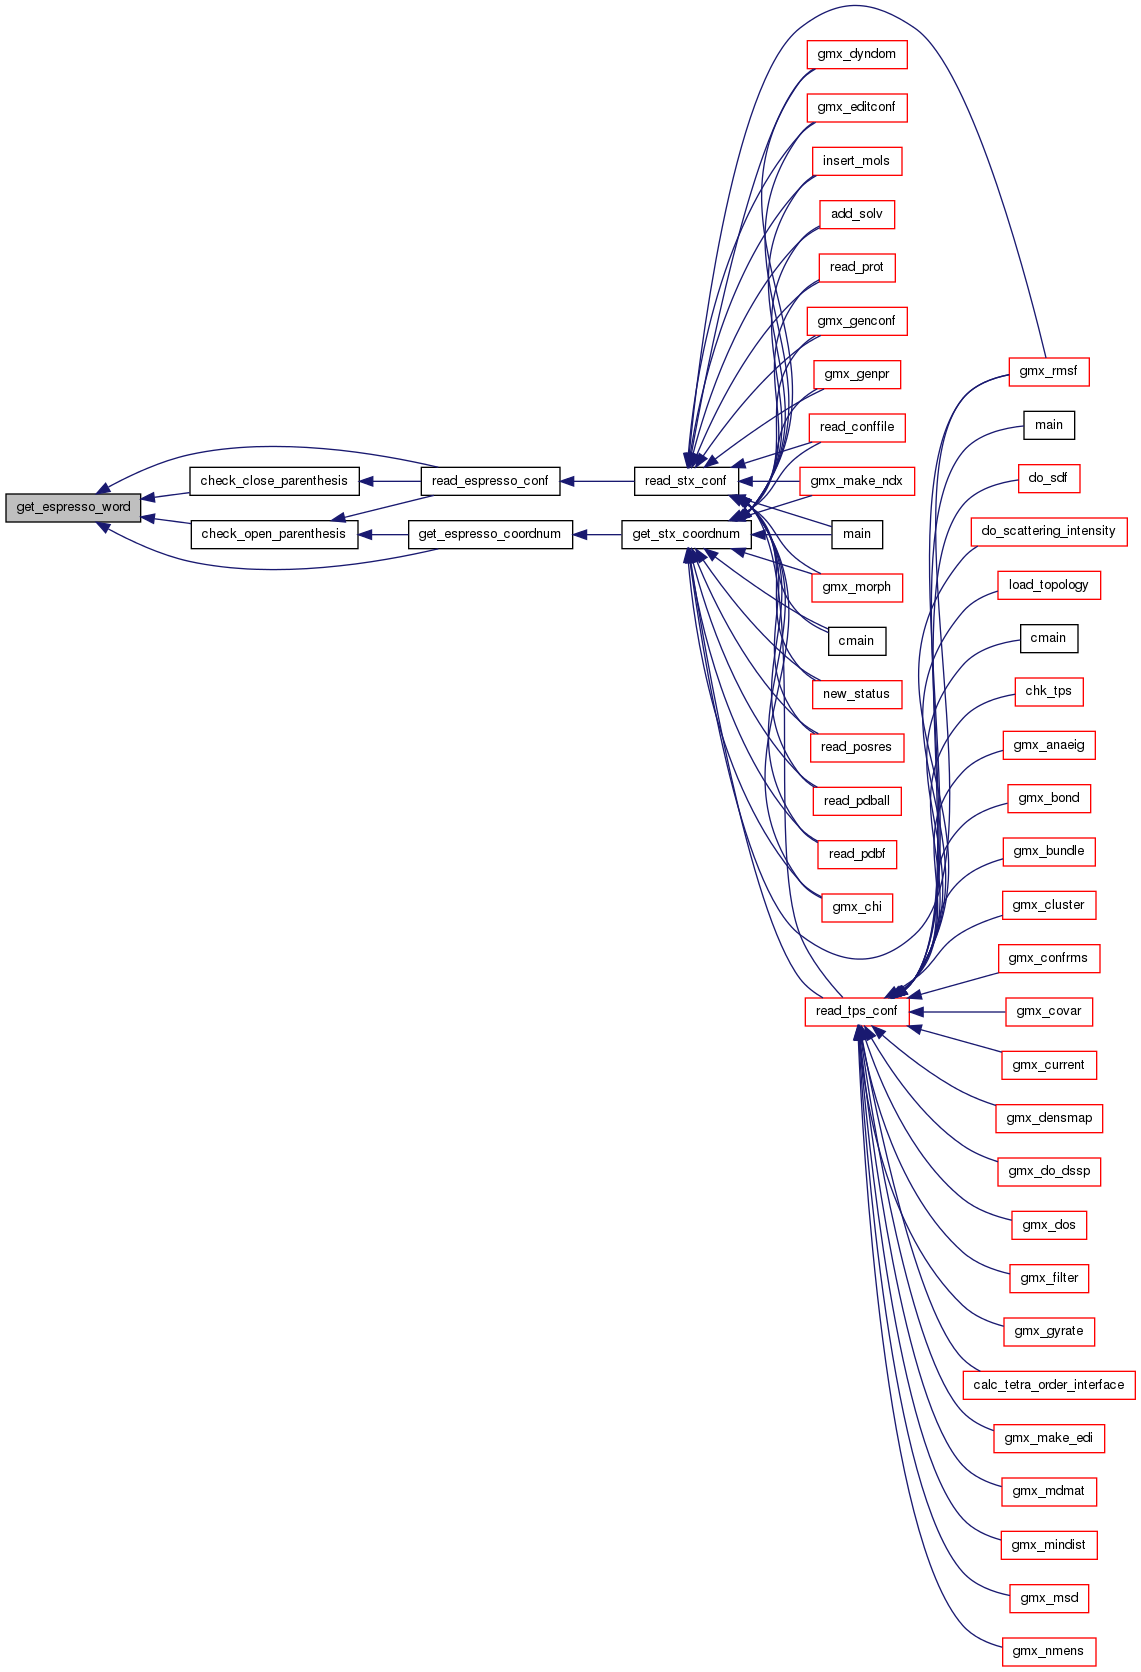 get_espresso_word
check_close_parenthesis
check_open_parenthesis
read_espresso_conf
get_espresso_coordnum
read_stx_conf
get_stx_coordnum
gmx_dyndom
gmx_editconf
insert_mols
add_solv
read_prot
gmx_genconf
gmx_genpr
read_conffile
gmx_make_ndx
main
gmx_morph
cmain
new_status
read_posres
read_pdball
read_pdbf
gmx_chi
read_tps_conf
gmx_rmsf
main
do_sdf
do_scattering_intensity
load_topology
cmain
chk_tps
gmx_anaeig
gmx_bond
gmx_bundle
gmx_cluster
gmx_confrms
gmx_covar
gmx_current
gmx_densmap
gmx_do_dssp
gmx_dos
gmx_filter
gmx_gyrate
calc_tetra_order_interface
gmx_make_edi
gmx_mdmat
gmx_mindist
gmx_msd
gmx_nmens